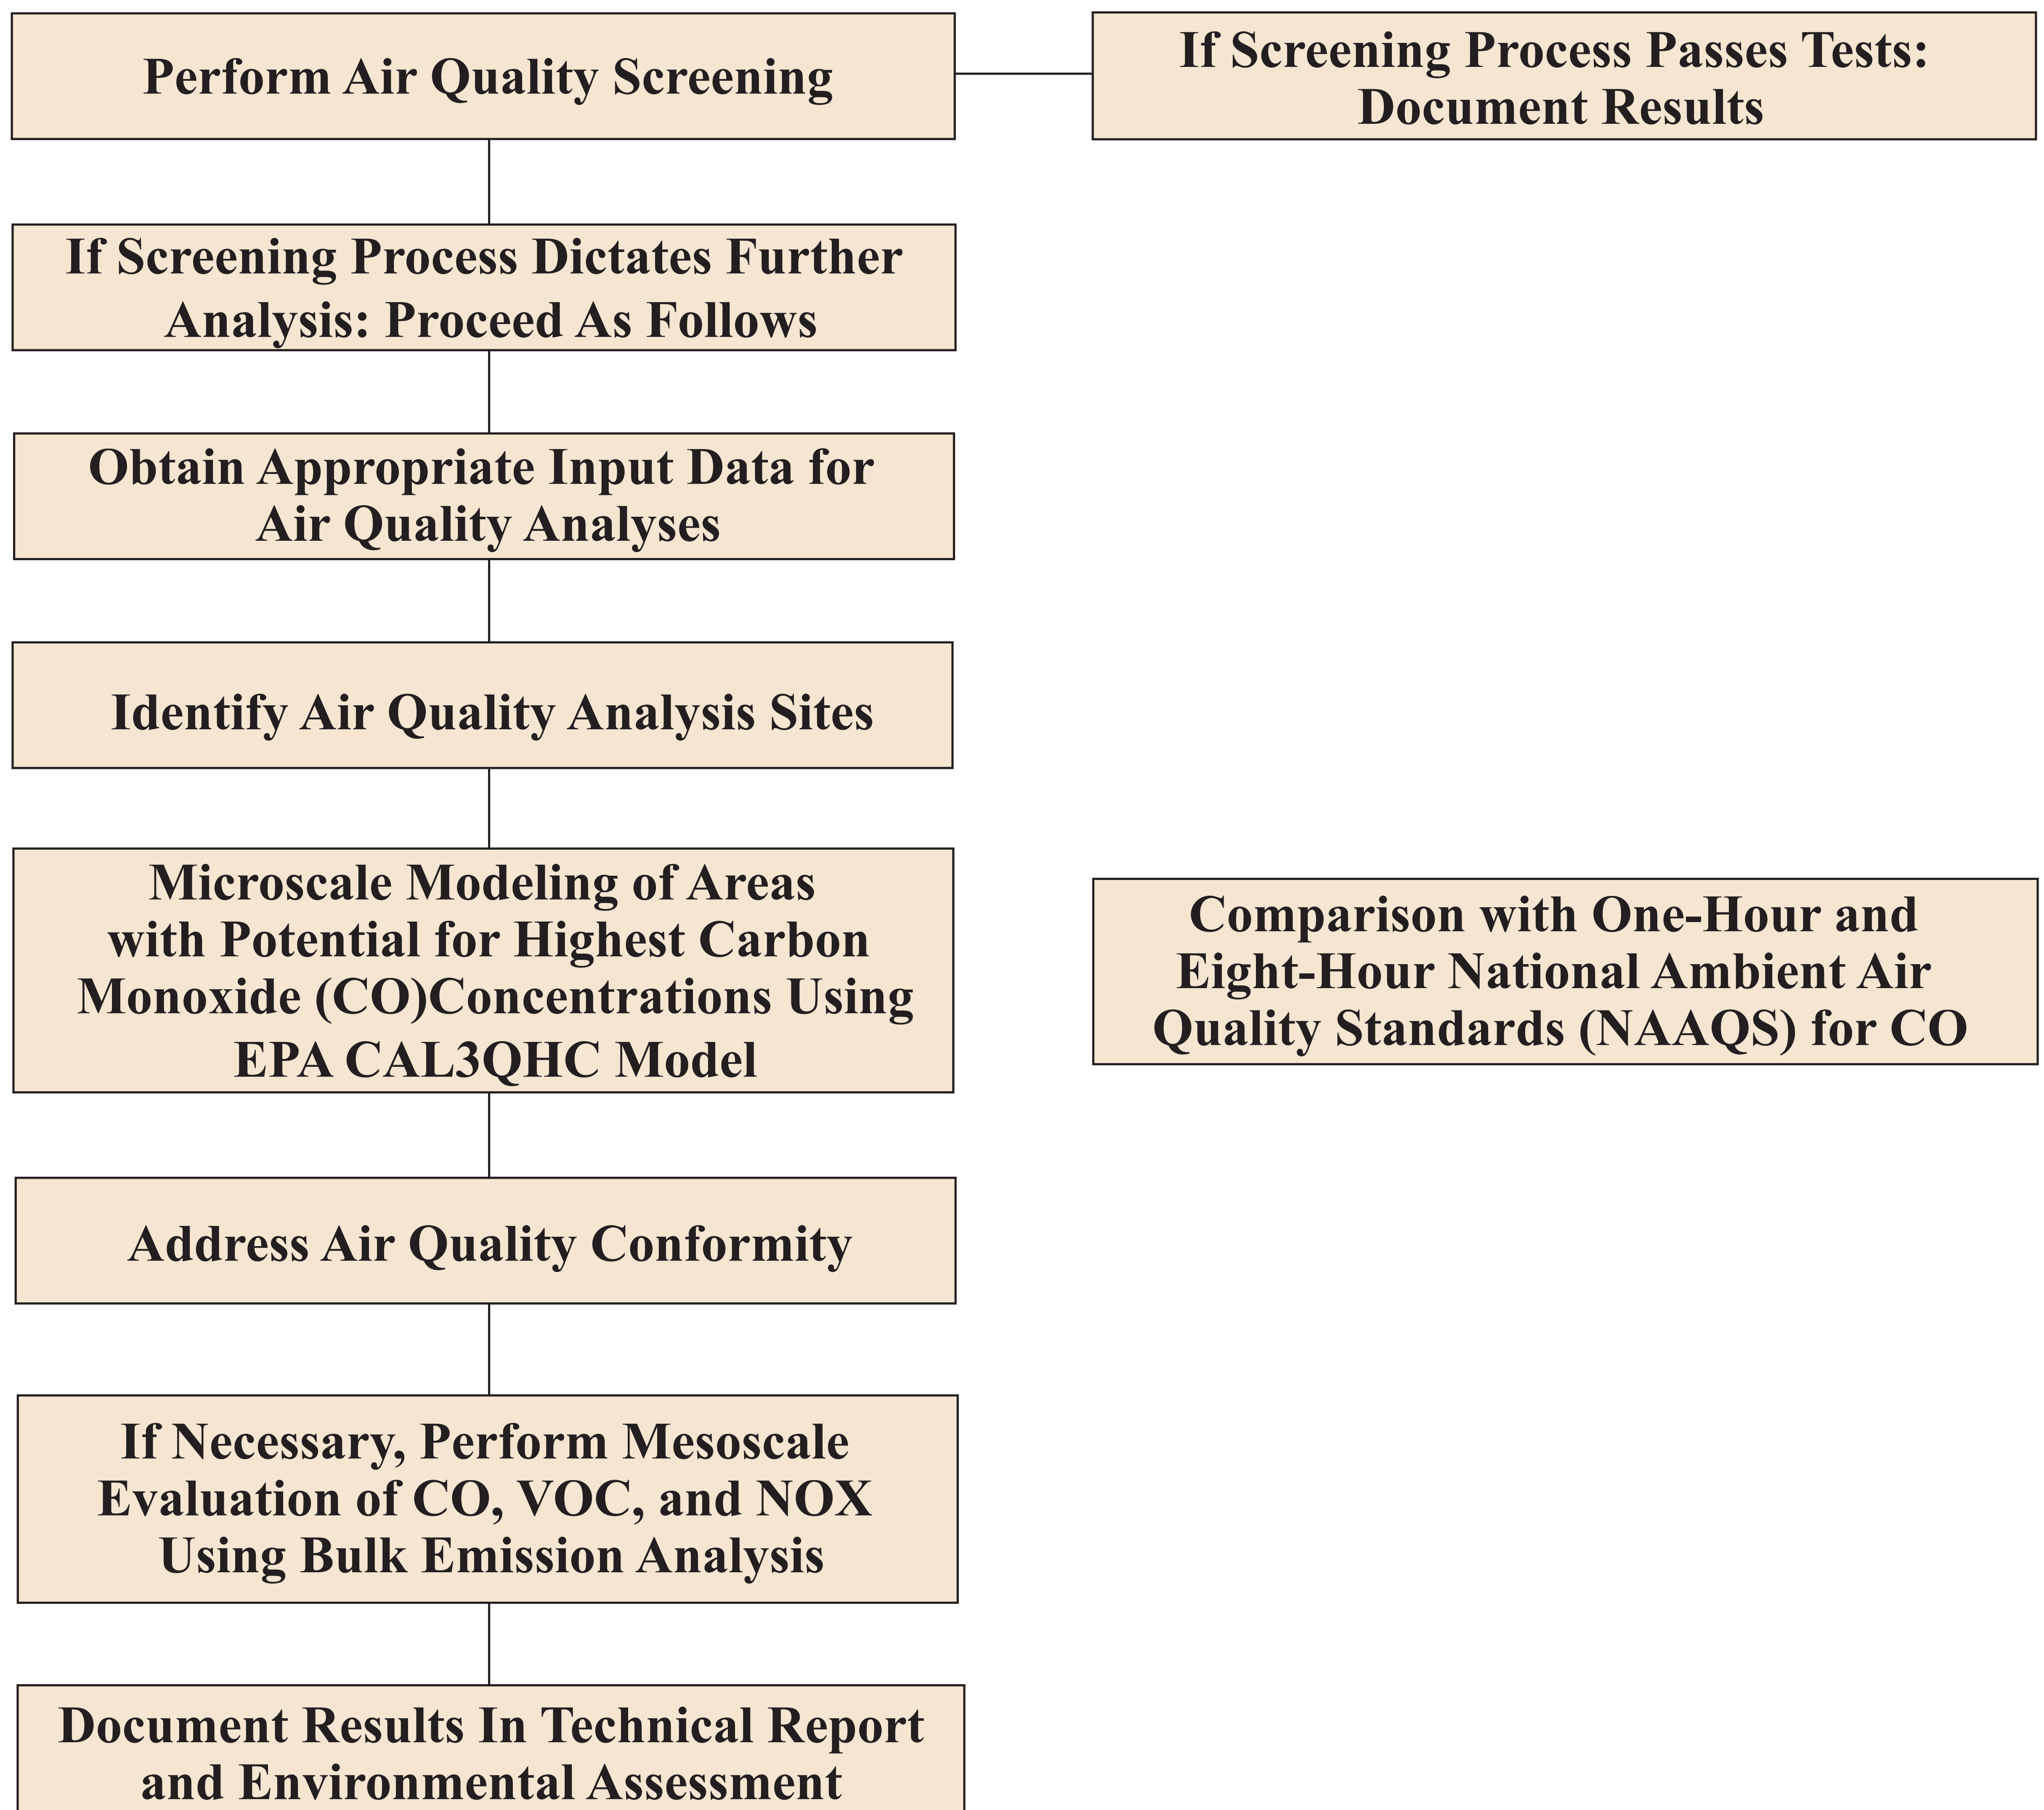 Perform Air Quality Screening
If Screening Process Passes Tests:
Document Results
If Screening Process Dictates Further
Analysis: Proceed As Follows
Obtain Appropriate Input Data for
Air Quality Analyses
Identify Air Quality Analysis Sites
Microscale Modeling of Areas
with Potential for Highest Carbon
Monoxide (CO)Concentrations Using
EPA CAL3QHC Model
Comparison with One-Hour and
Eight-Hour National Ambient Air
Quality Standards (NAAQS) for CO
Address Air Quality Conformity
If Necessary, Perform Mesoscale
Evaluation of CO, VOC, and NOX
Using Bulk Emission Analysis
Document Results In Technical Report
and Environmental Assessment